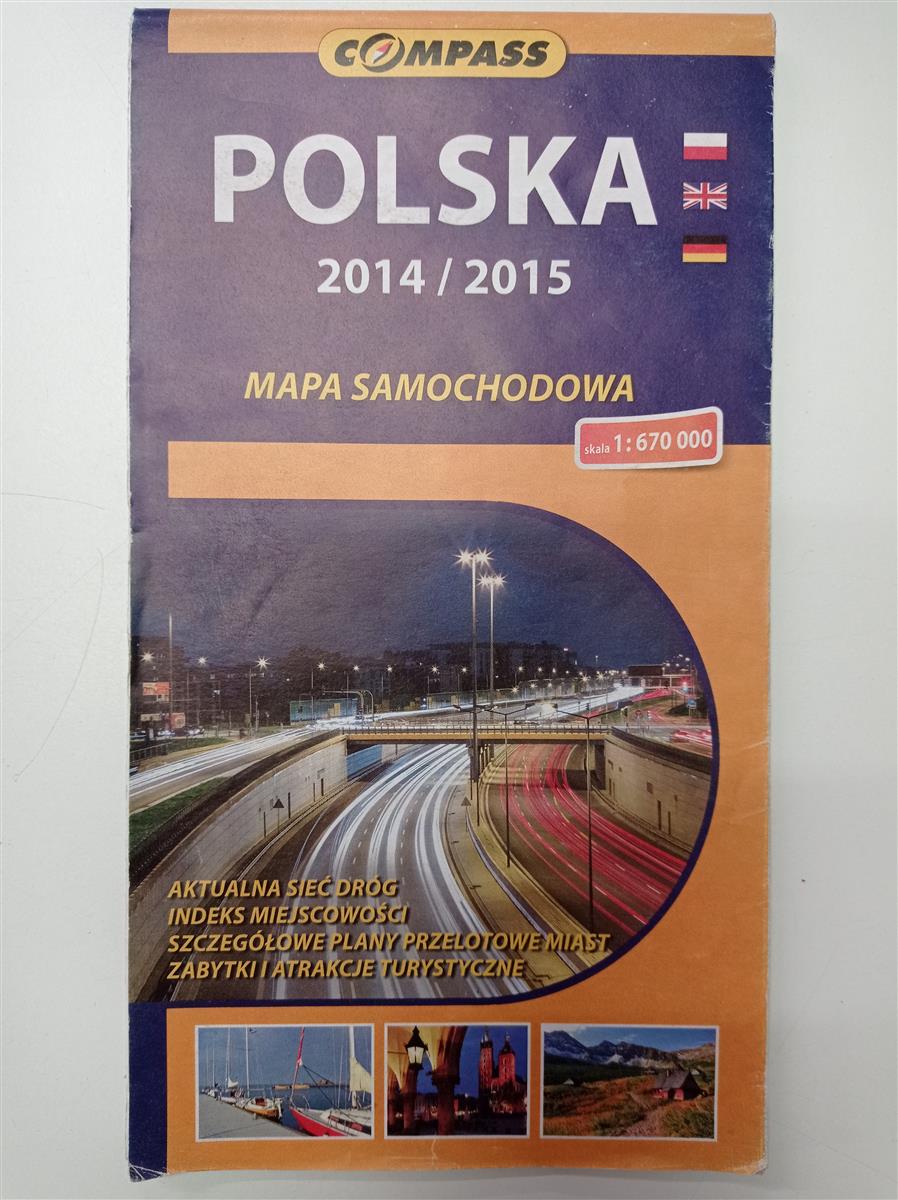 COMPASS
POLSKA
2014 / 2015
MAPA SAMOCHODOWA
skala 1: 670 000
AKTUALNA SIEĆ DRÓG
INDEKS MIEJSCOWOŚCI
SZCZEGÓŁOWE PLANY PRZELOTOWE MIAST
ZABYTKI I ATRAKCJE TURYSTYCZNE